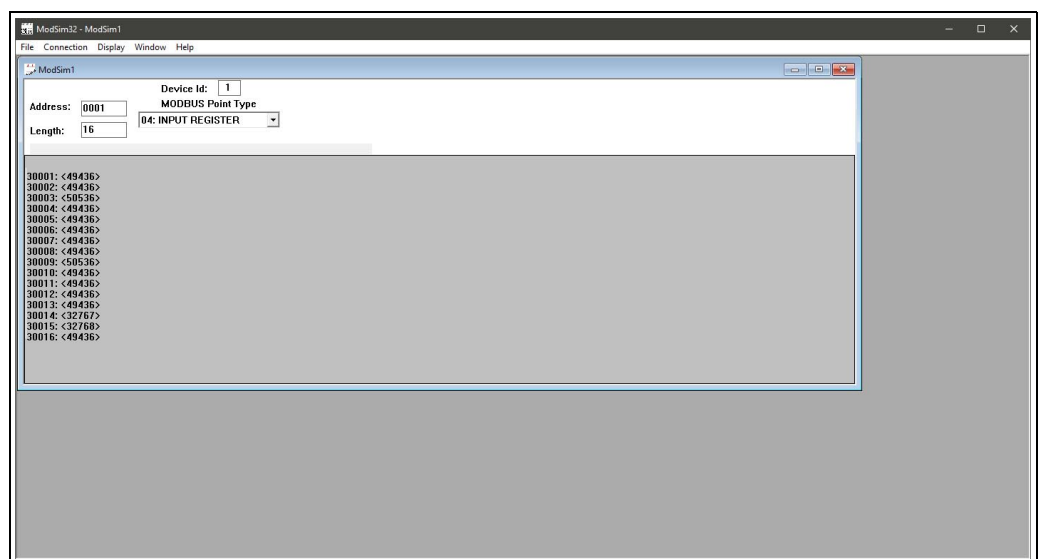 ModSim32 - ModSim1
File Connection Display Window Help
ModSim1
Device Id: 1
Address: 0001
MODBUS Point Type
04: INPUT REGISTER
Length: 16
30001: <49436>
30002: <49436>
30003: <50536>
30004: <49436>
30005: <49436>
30006: <49436>
30007: <49436>
30008: <49436>
30009: <50536>
30010: <49436>
30011: <49436>
30012: <49436>
30013: <49436>
30014: <32767>
30015: <32768>
30016: <49436>